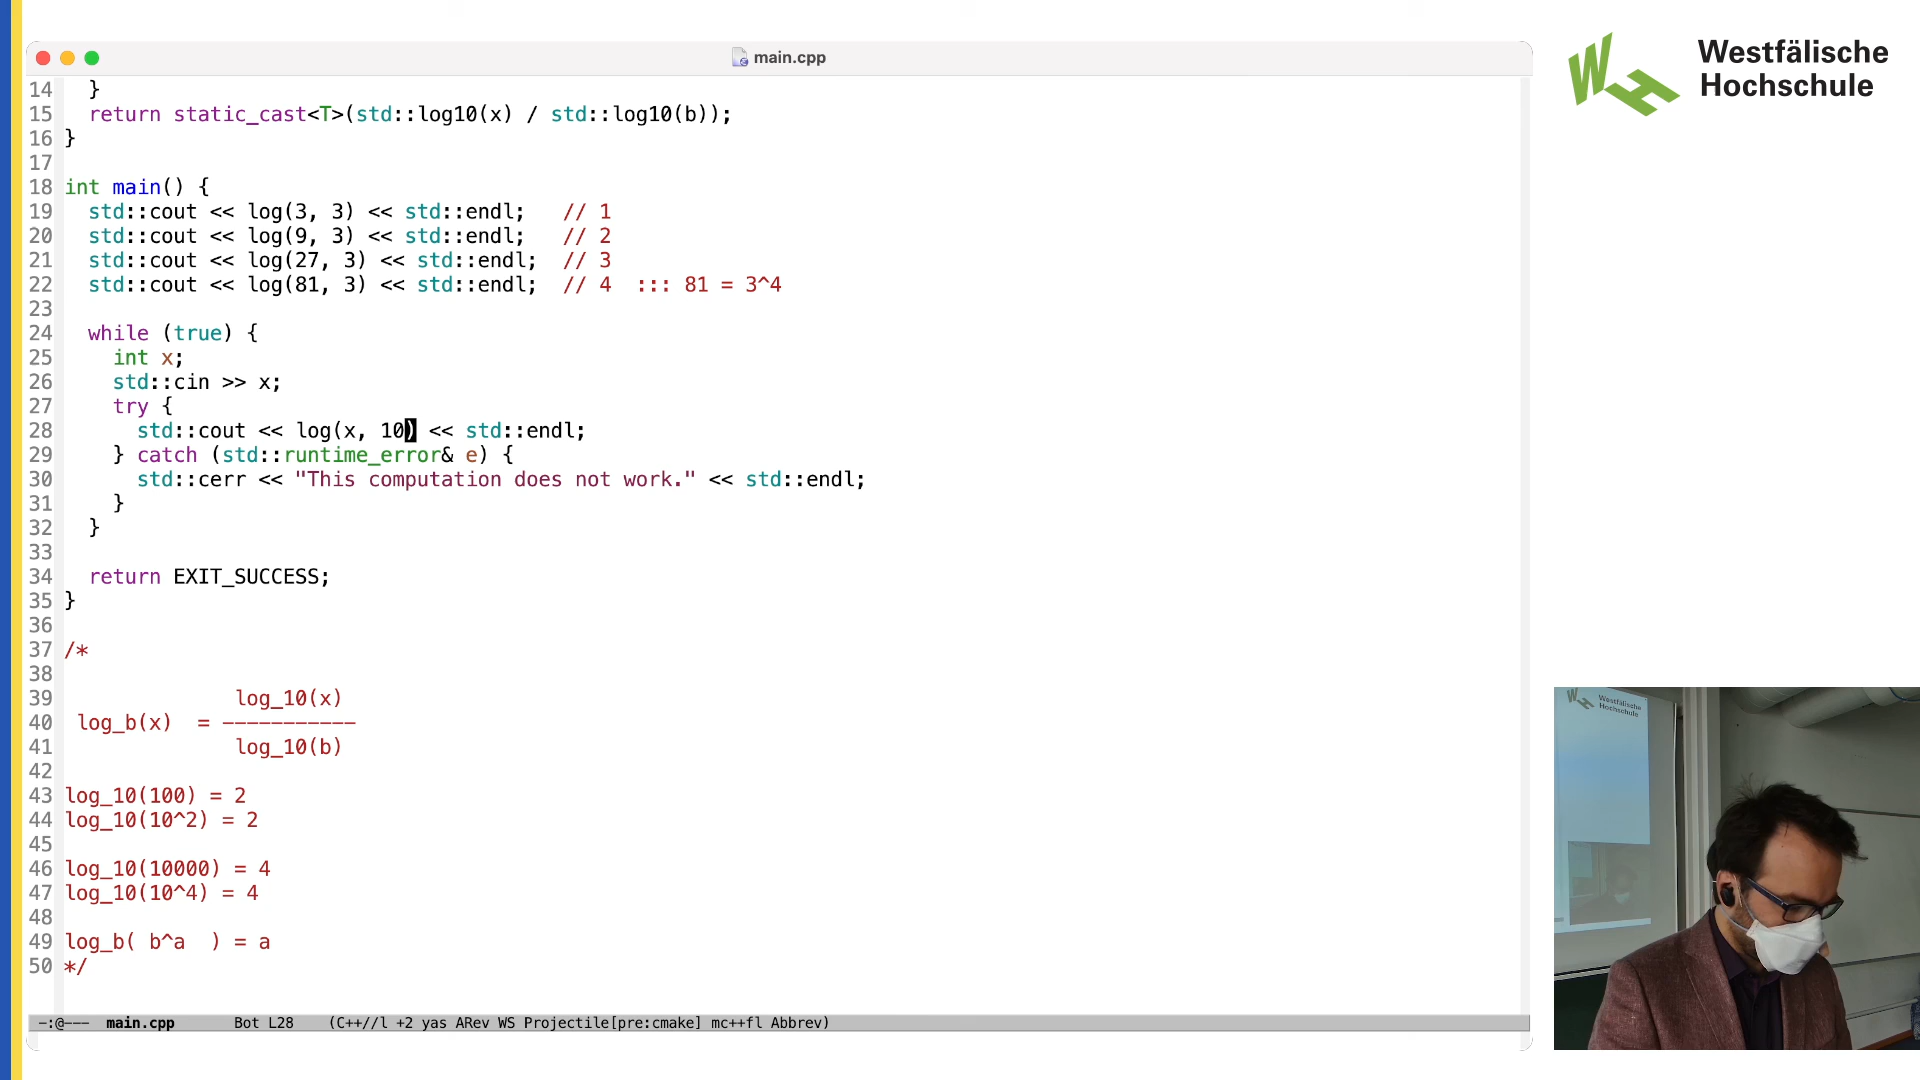 main.cpp
Westfälische
Hochschule
14   }
15   return static_cast<T>(std::log10(x) / std::log10(b));
16 }
17
18 int main() {
19   std::cout << log(3, 3) << std::endl;   // 1
20   std::cout << log(9, 3) << std::endl;   // 2
21   std::cout << log(27, 3) << std::endl;  // 3
22   std::cout << log(81, 3) << std::endl;  // 4  ::: 81 = 3^4
23
24   while (true) {
25     int x;
26     std::cin >> x;
27     try {
28       std::cout << log(x, 10) << std::endl;
29     } catch (std::runtime_error& e) {
30       std::cerr << "This computation does not work." << std::endl;
31     }
32   }
33
34   return EXIT_SUCCESS;
35 }
36
37 /*
38
39               log_10(x)
40  log_b(x)  = -----------
41               log_10(b)
42
43 log_10(100) = 2
44 log_10(10^2) = 2
45
46 log_10(10000) = 4
47 log_10(10^4) = 4
48
49 log_b( b^a  ) = a
50 */
-:@---  main.cpp     Bot L28   (C++//l +2 yas ARev WS Projectile[pre:cmake] mc++fl Abbrev)
Westfälische
Hochschule